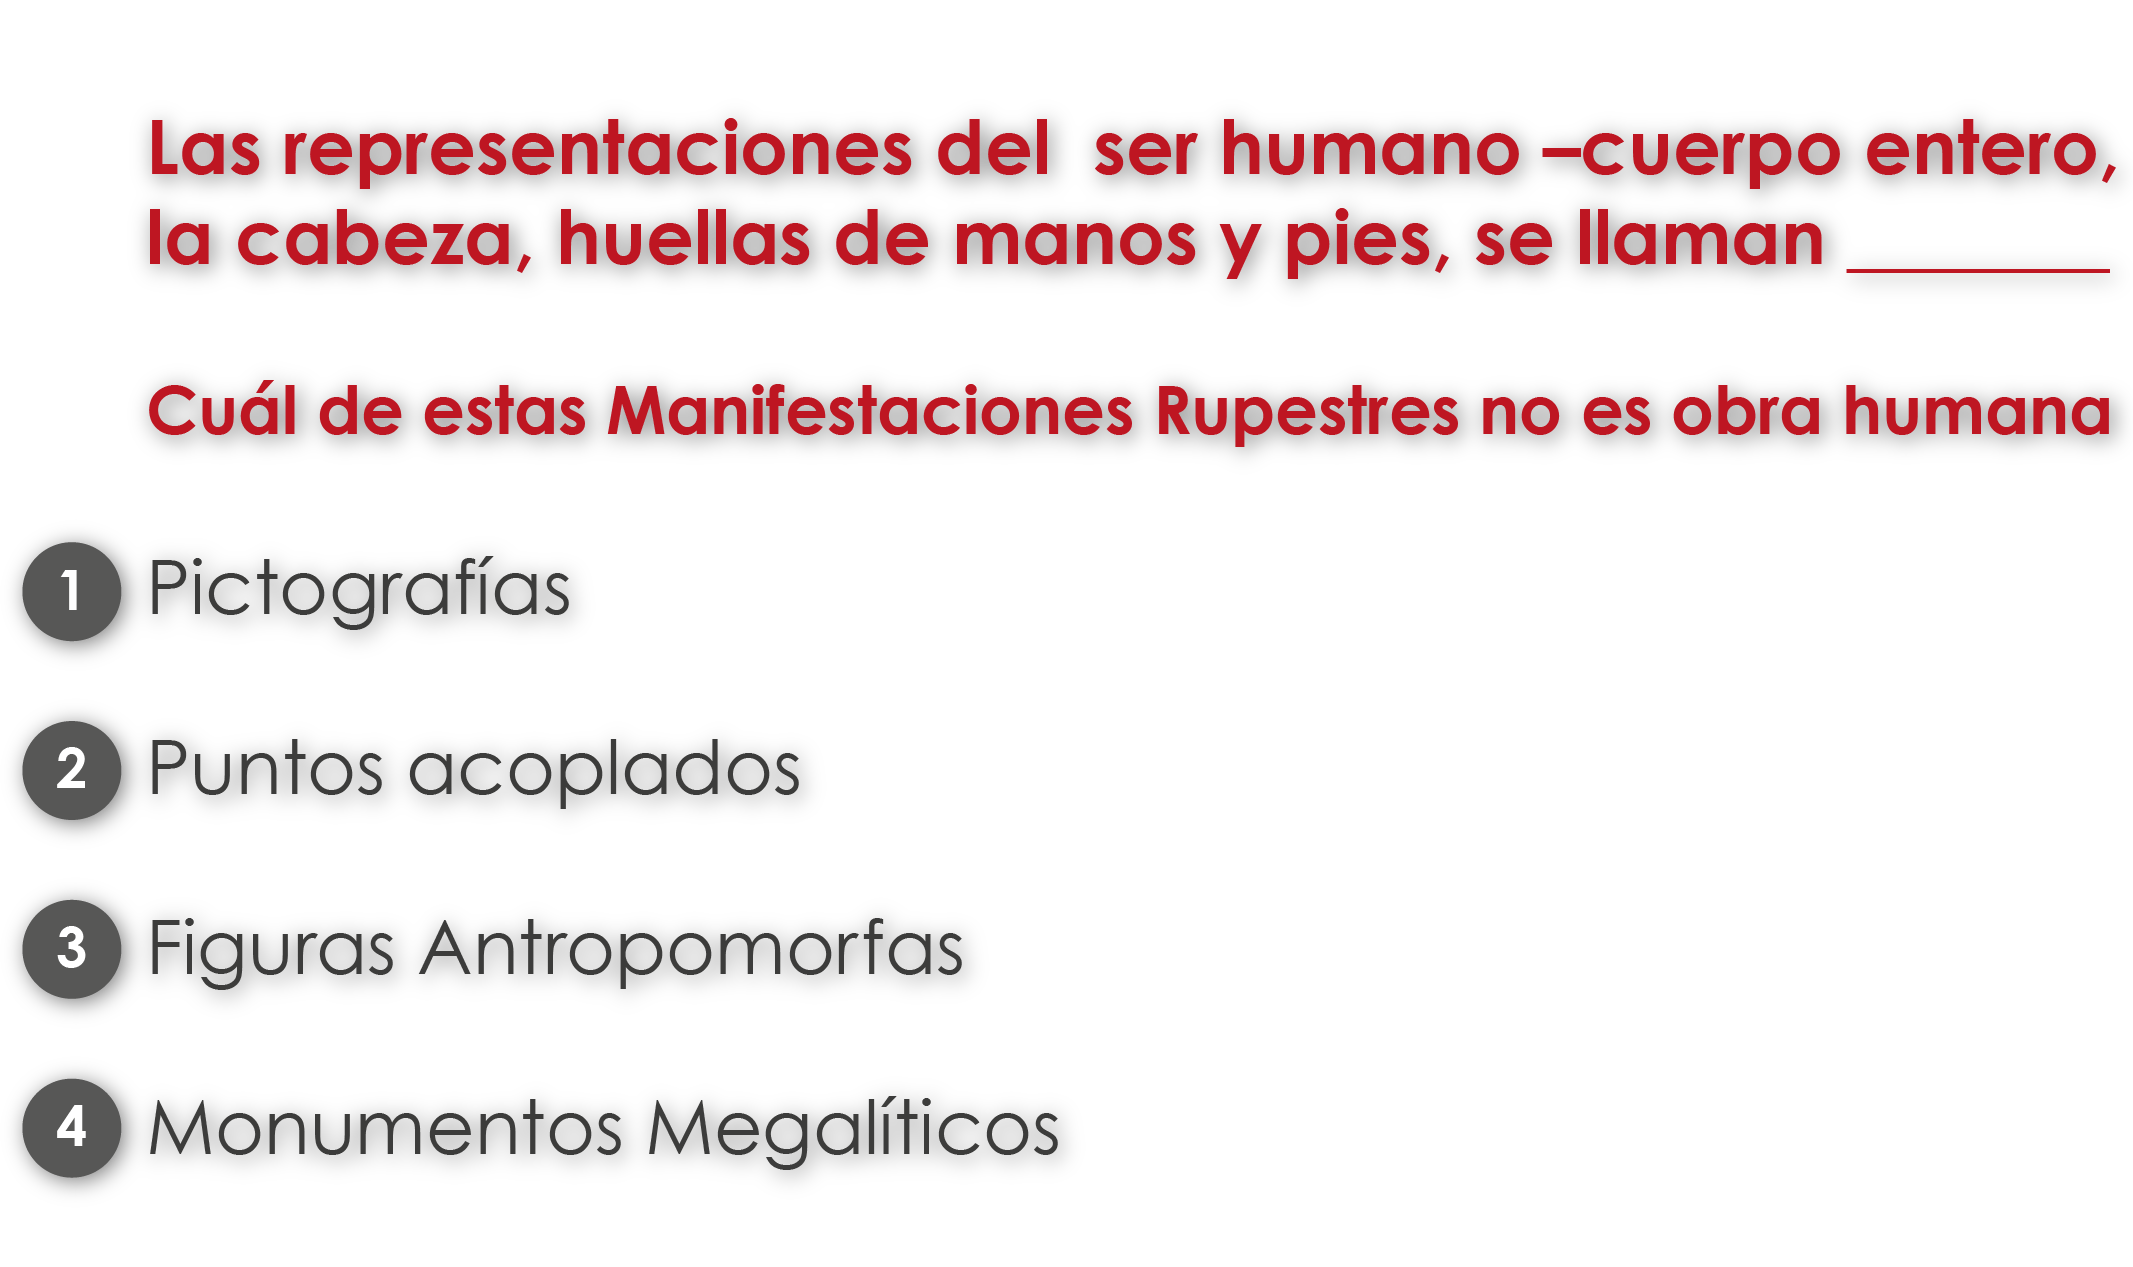 Las representaciones del  ser humano –cuerpo entero,
la cabeza, huellas de manos y pies, se llaman _______
Cuál de estas Manifestaciones Rupestres no es obra humana
1 Pictografías
2 Puntos acoplados
3 Figuras Antropomorfas
4 Monumentos Megalíticos